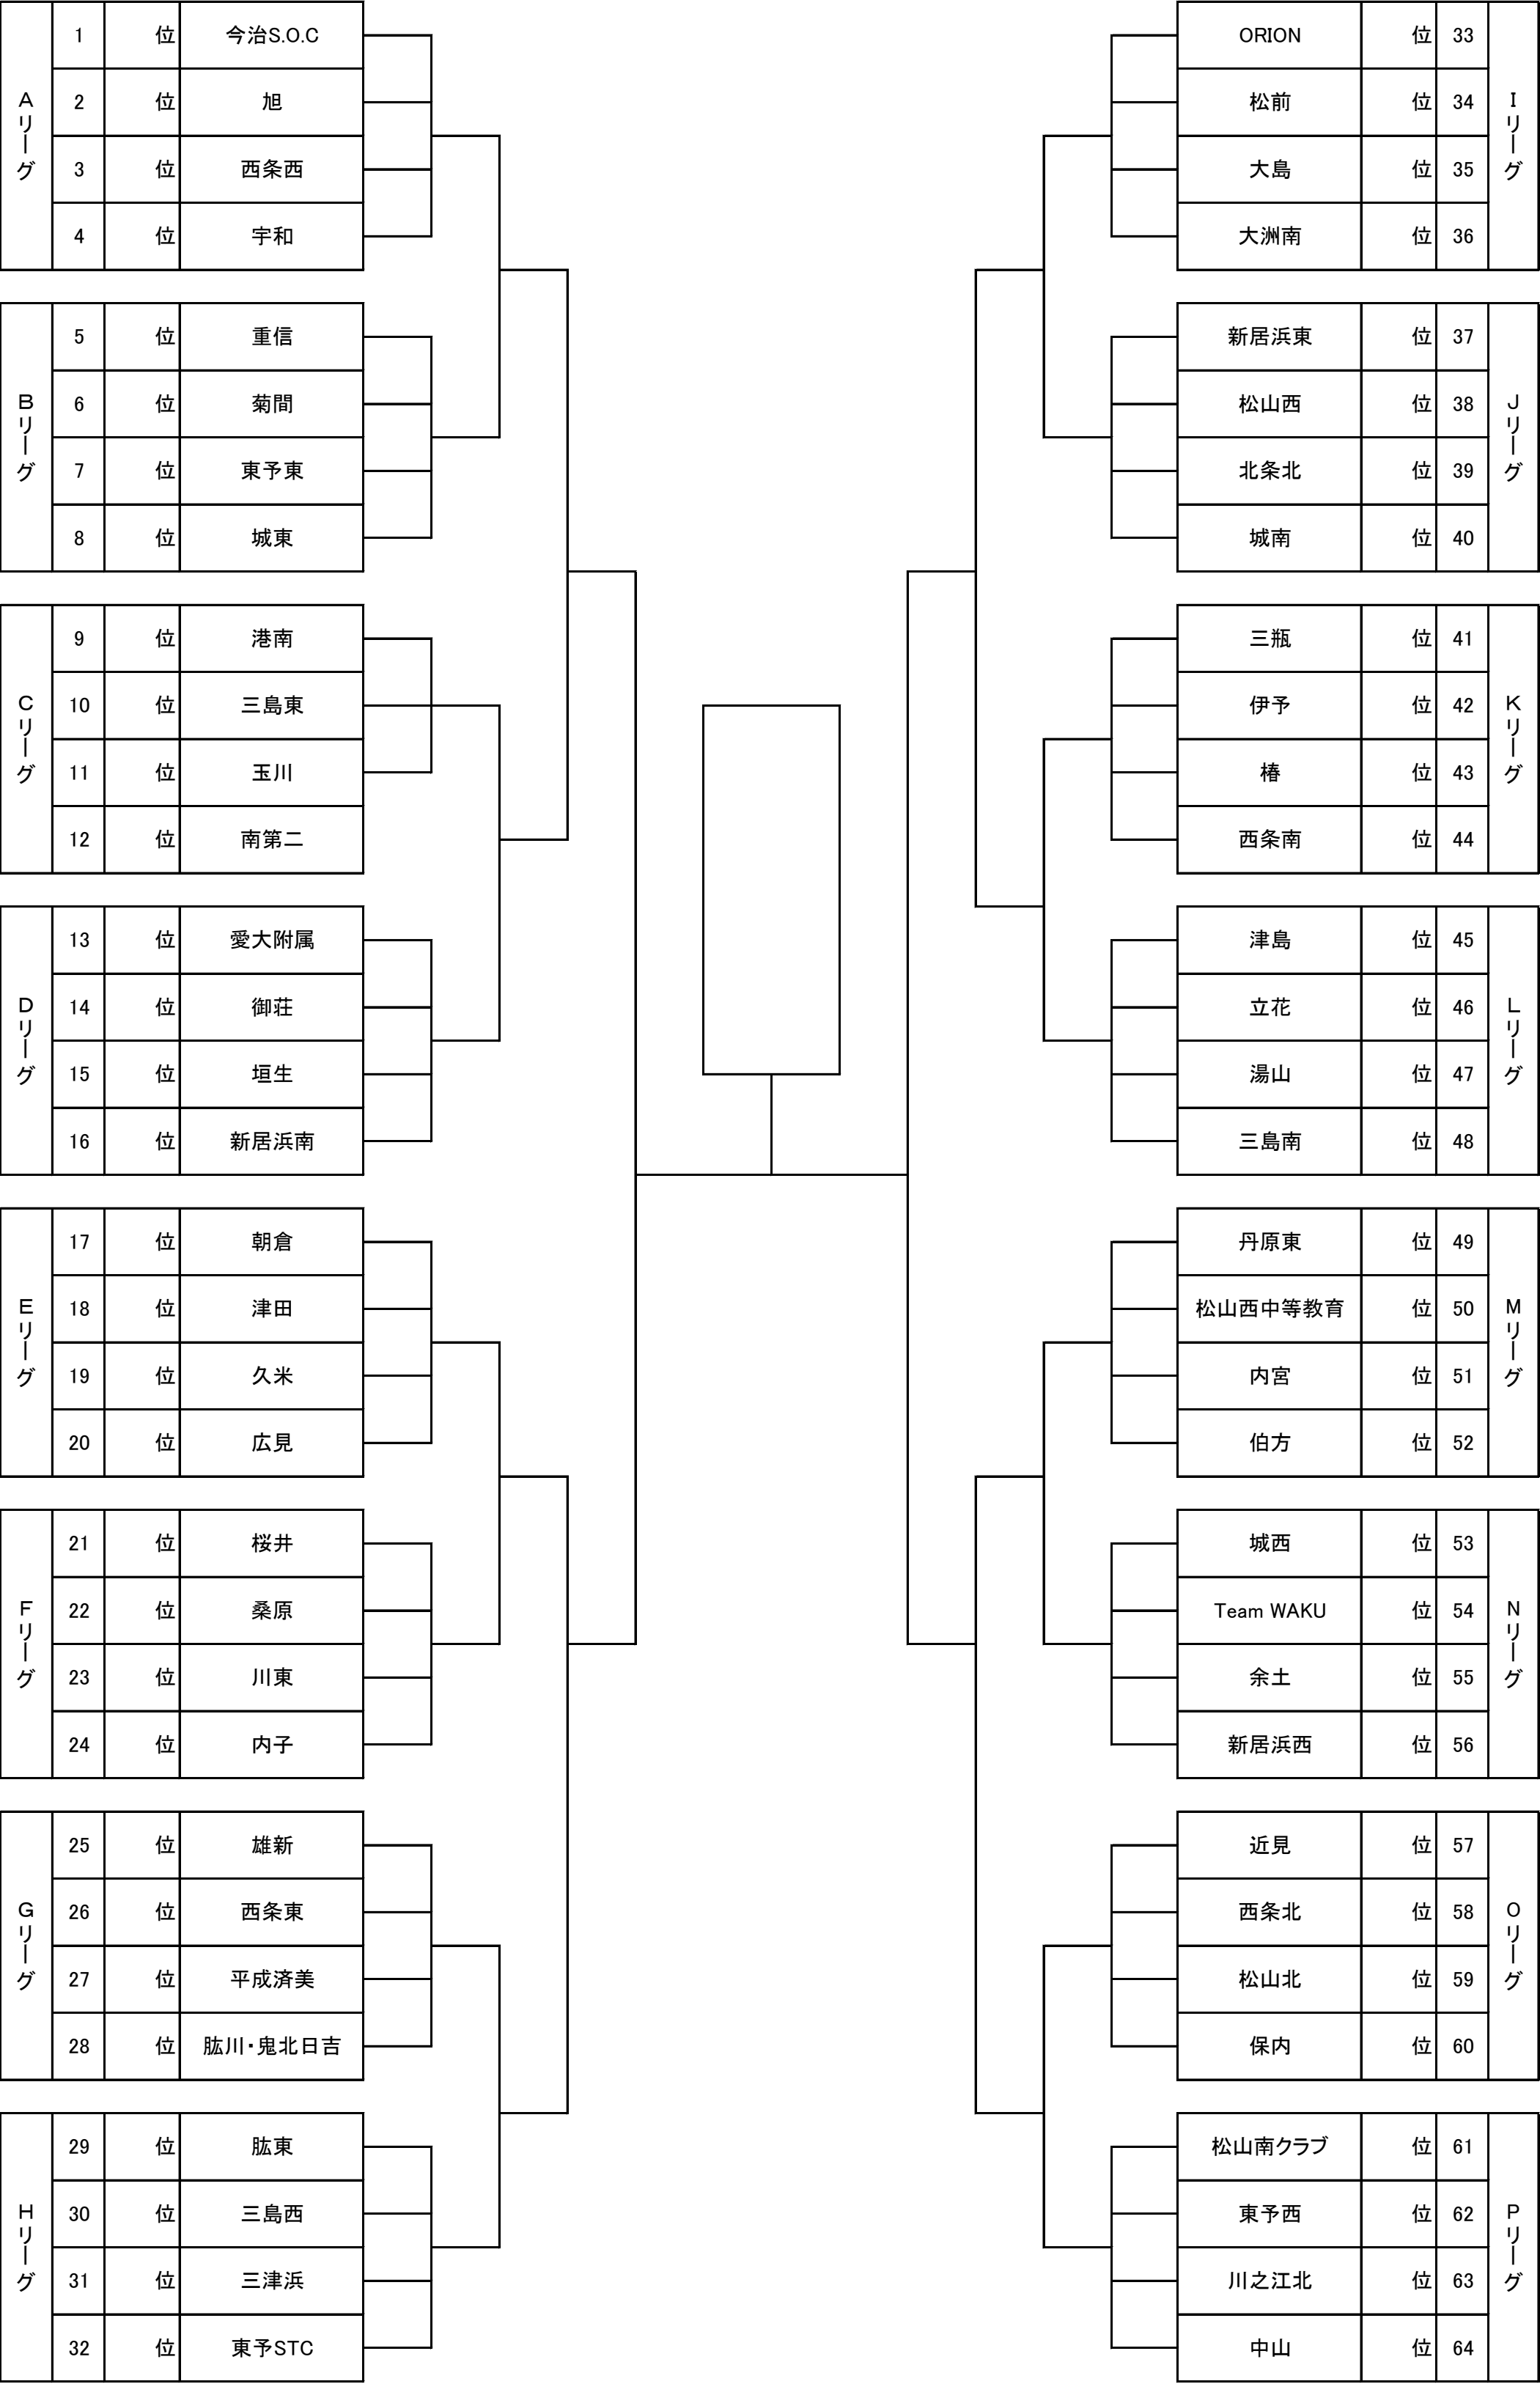 Aリーグ
1 位 今治S.O.C
2 位 旭
3 位 西条西
4 位 宇和
Bリーグ
5 位 重信
6 位 菊間
7 位 東予東
8 位 城東
Cリーグ
9 位 港南
10 位 三島東
11 位 玉川
12 位 南第二
Dリーグ
13 位 愛大附属
14 位 御荘
15 位 垣生
16 位 新居浜南
Eリーグ
17 位 朝倉
18 位 津田
19 位 久米
20 位 広見
Fリーグ
21 位 桜井
22 位 桑原
23 位 川東
24 位 内子
Gリーグ
25 位 雄新
26 位 西条東
27 位 平成済美
28 位 肱川・鬼北日吉
Hリーグ
29 位 肱東
30 位 三島西
31 位 三津浜
32 位 東予STC
ORION 位 33
松前 位 34
大島 位 35
大洲南 位 36
Iリーグ
新居浜東 位 37
松山西 位 38
北条北 位 39
城南 位 40
Jリーグ
三瓶 位 41
伊予 位 42
椿 位 43
西条南 位 44
Kリーグ
津島 位 45
立花 位 46
湯山 位 47
三島南 位 48
Lリーグ
丹原東 位 49
松山西中等教育 位 50
内宮 位 51
伯方 位 52
Mリーグ
城西 位 53
Team WAKU 位 54
余土 位 55
新居浜西 位 56
Nリーグ
近見 位 57
西条北 位 58
松山北 位 59
保内 位 60
Oリーグ
松山南クラブ 位 61
東予西 位 62
川之江北 位 63
中山 位 64
Pリーグ